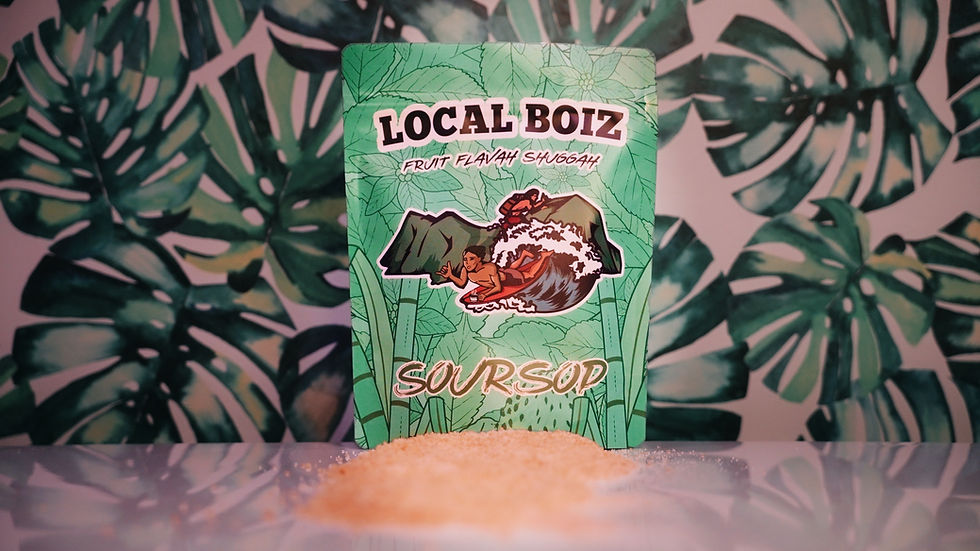 LOCAL BOIZ
FRUIT FLAVAH SHUGGAH
SOURSOP